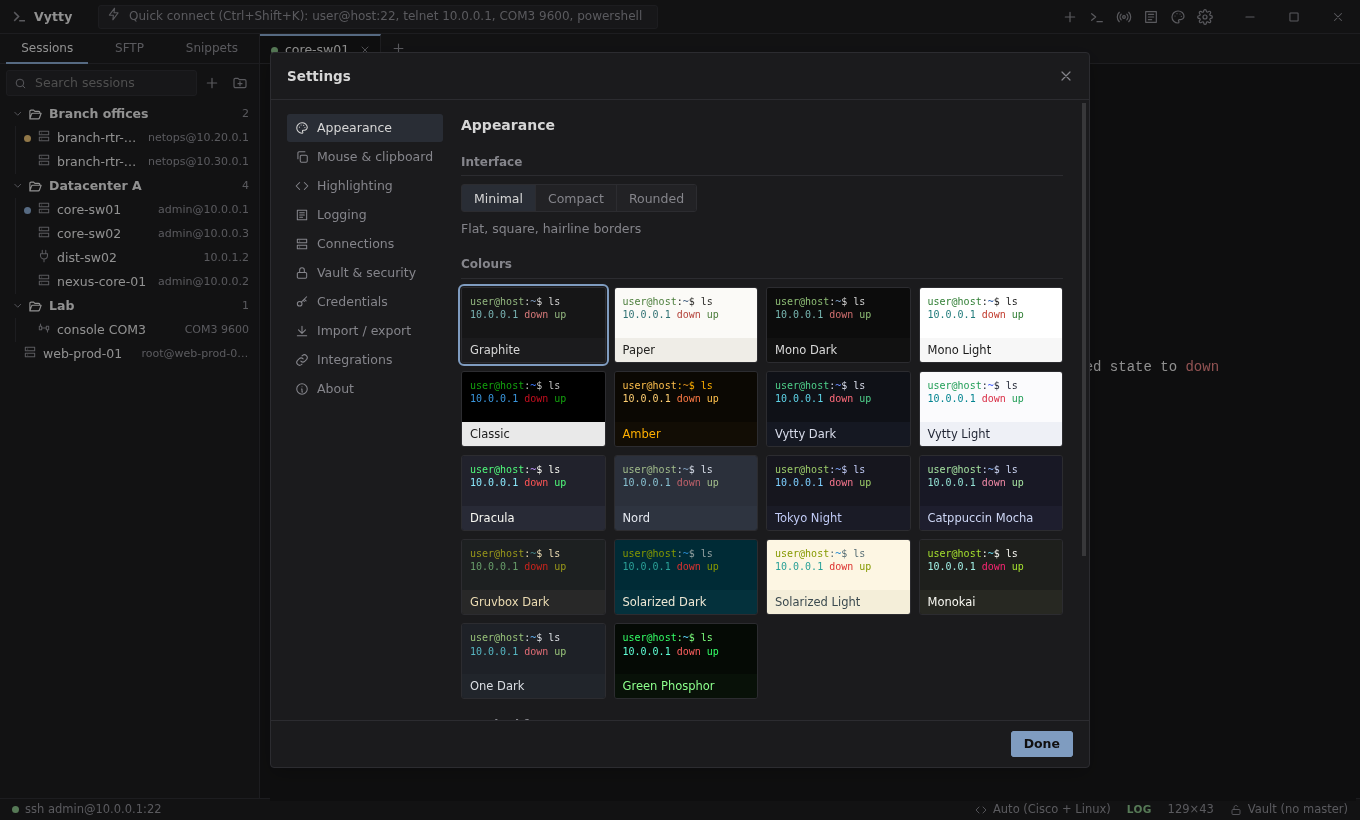 Vytty
Quick connect (Ctrl+Shift+K): user@host:22, telnet 10.0.0.1, COM3 9600, powershell
Sessions SFTP Snippets
core-sw01
Search sessions
Branch offices 2
branch-rtr-... netops@10.20.0.1
branch-rtr-... netops@10.30.0.1
Datacenter A 4
core-sw01 admin@10.0.0.1
core-sw02 admin@10.0.0.3
dist-sw02 10.0.1.2
nexus-core-01 admin@10.0.0.2
Lab 1
console COM3 COM3 9600
web-prod-01 root@web-prod-0...
Settings
Appearance
Mouse & clipboard
Highlighting
Logging
Connections
Vault & security
Credentials
Import / export
Integrations
About
Appearance
Interface
Minimal Compact Rounded
Flat, square, hairline borders
Colours
user@host:~$ ls
10.0.0.1 down up
Graphite
user@host:~$ ls
10.0.0.1 down up
Paper
user@host:~$ ls
10.0.0.1 down up
Mono Dark
user@host:~$ ls
10.0.0.1 down up
Mono Light
user@host:~$ ls
10.0.0.1 down up
Classic
user@host:~$ ls
10.0.0.1 down up
Amber
user@host:~$ ls
10.0.0.1 down up
Vytty Dark
user@host:~$ ls
10.0.0.1 down up
Vytty Light
user@host:~$ ls
10.0.0.1 down up
Dracula
user@host:~$ ls
10.0.0.1 down up
Nord
user@host:~$ ls
10.0.0.1 down up
Tokyo Night
user@host:~$ ls
10.0.0.1 down up
Catppuccin Mocha
user@host:~$ ls
10.0.0.1 down up
Gruvbox Dark
user@host:~$ ls
10.0.0.1 down up
Solarized Dark
user@host:~$ ls
10.0.0.1 down up
Solarized Light
user@host:~$ ls
10.0.0.1 down up
Monokai
user@host:~$ ls
10.0.0.1 down up
One Dark
user@host:~$ ls
10.0.0.1 down up
Green Phosphor
Done
state to down
ssh admin@10.0.0.1:22
Auto (Cisco + Linux) LOG 129×43 Vault (no master)